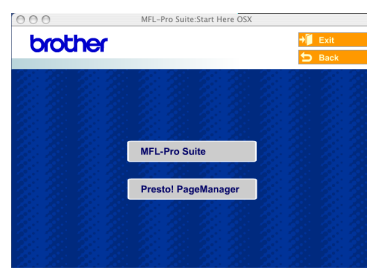 MFL-Pro Suite:Start Here OSX
brother
Exit
Back
MFL-Pro Suite
Presto! PageManager